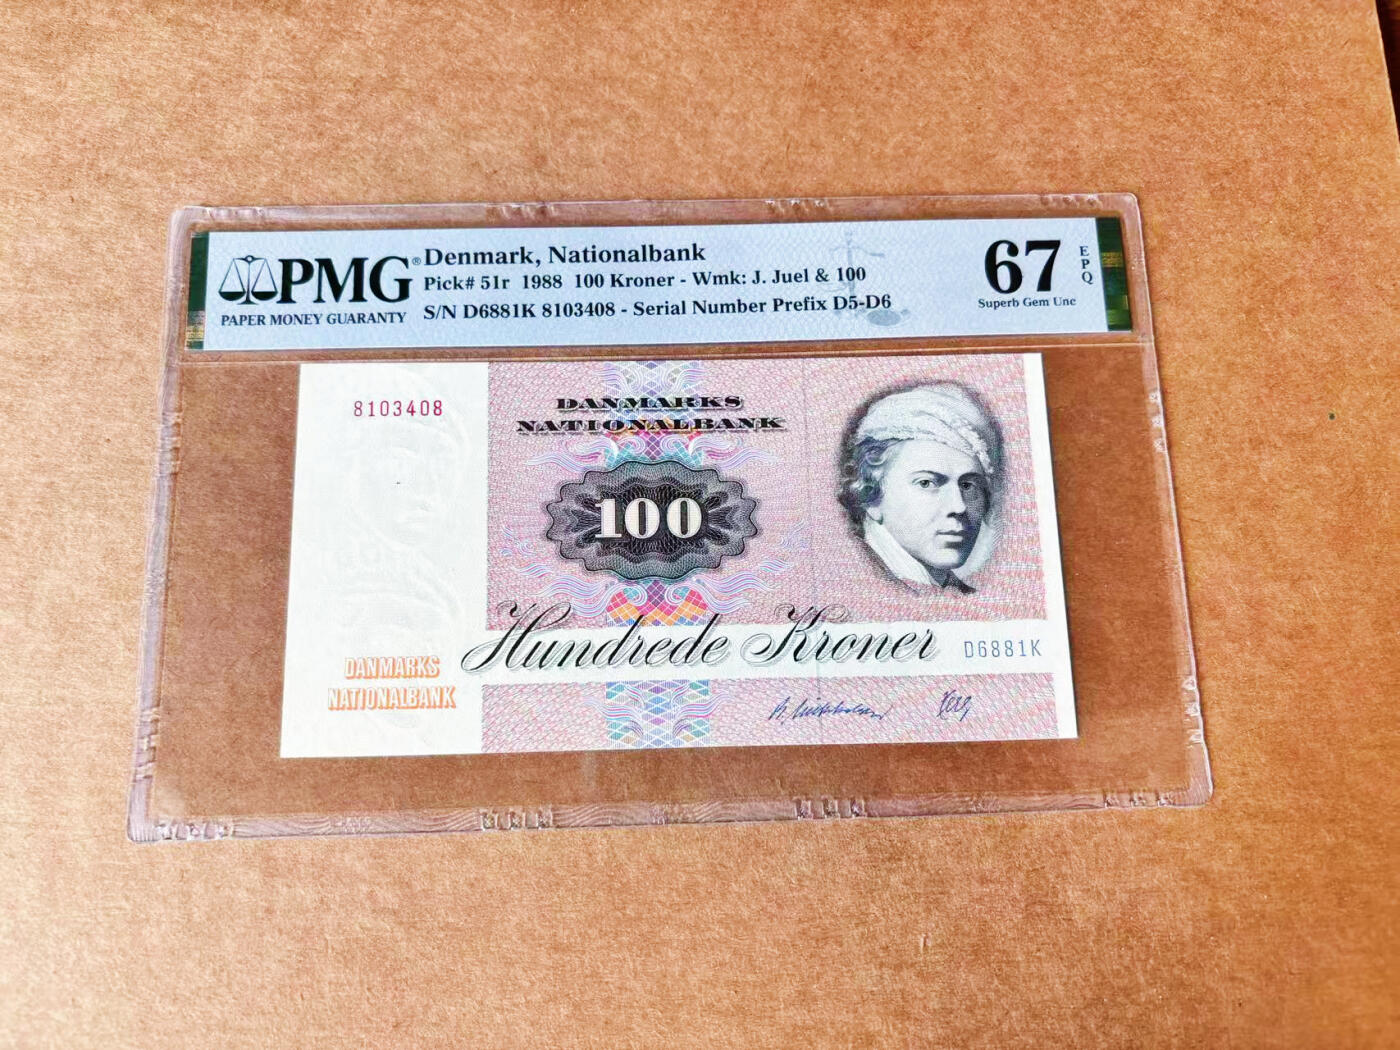 PMG®
PAPER MONEY GUARANTY
Denmark, Nationalbank
Pick# 51r 1988 100 Kroner - Wmk: J. Juel & 100
S/N D6881K 8103408 - Serial Number Prefix D5-D6
67
EPQ
Superb Gem Unc
8103408
DANMARKS
NATIONALBANK
100
Hundrede Kroner
D6881K
DANMARKS
NATIONALBANK